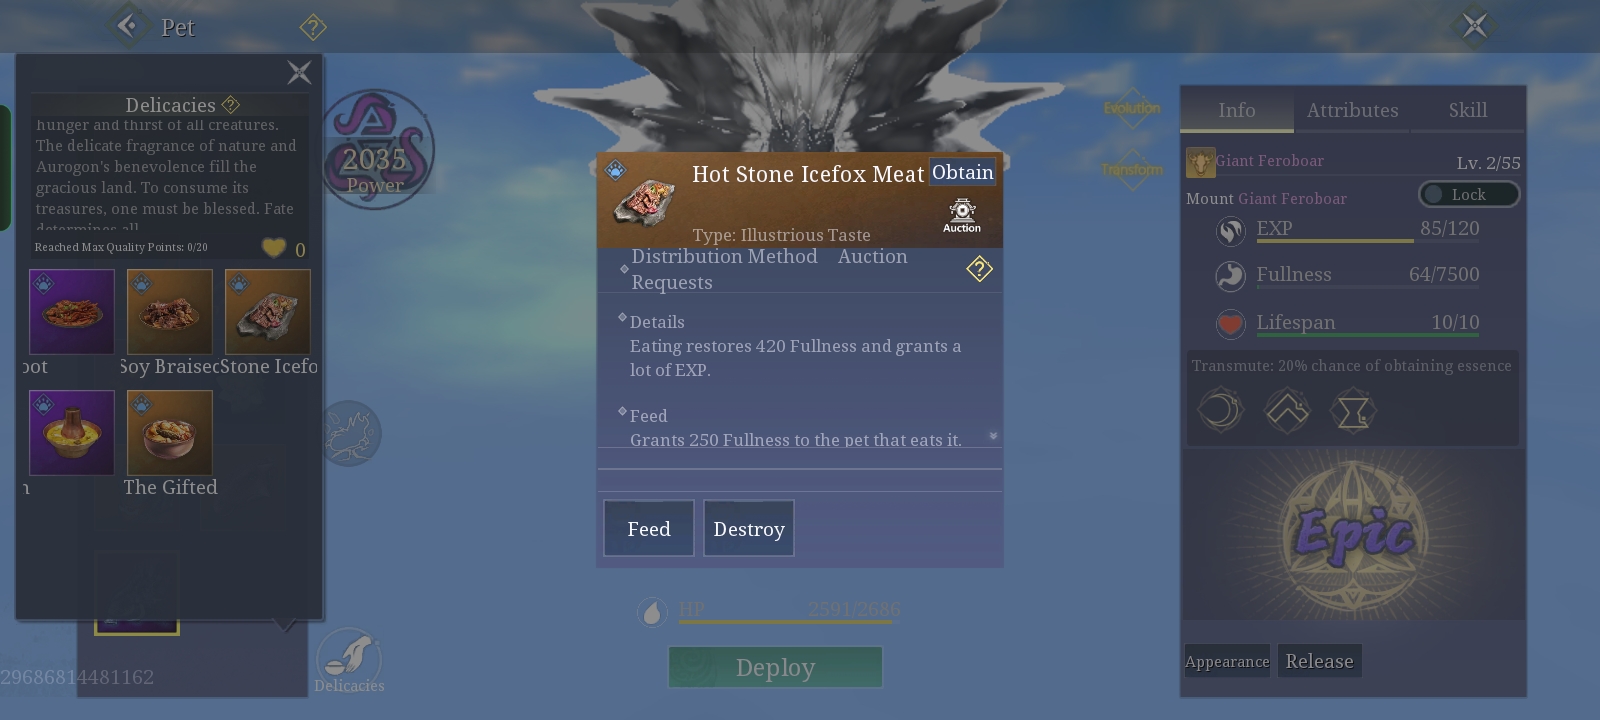 Pet
?
Delicacies ?
hunger and thirst of all creatures.
The delicate fragrance of nature and
Aurogon's benevolence fill the
gracious land. To consume its
treasures, one must be blessed. Fate
determines all
Reached Max Quality Points: 0/20
0
oot
Soy Braised
Stone Icefo
The Gifted
29686814481162
2035
Power
Delicacies
Hot Stone Icefox Meat
Obtain
Auction
Type: Illustrious Taste
Distribution Method Auction
Requests
?
Details
Eating restores 420 Fullness and grants a
lot of EXP.
Feed
Grants 250 Fullness to the pet that eats it.
Feed
Destroy
HP 2591/2686
Deploy
Evolution
Transform
Info
Attributes
Skill
Giant Feroboar
Lv. 2/55
Mount Giant Feroboar
Lock
EXP 85/120
Fullness 64/7500
Lifespan 10/10
Transmute: 20% chance of obtaining essence
Epic
Appearance
Release